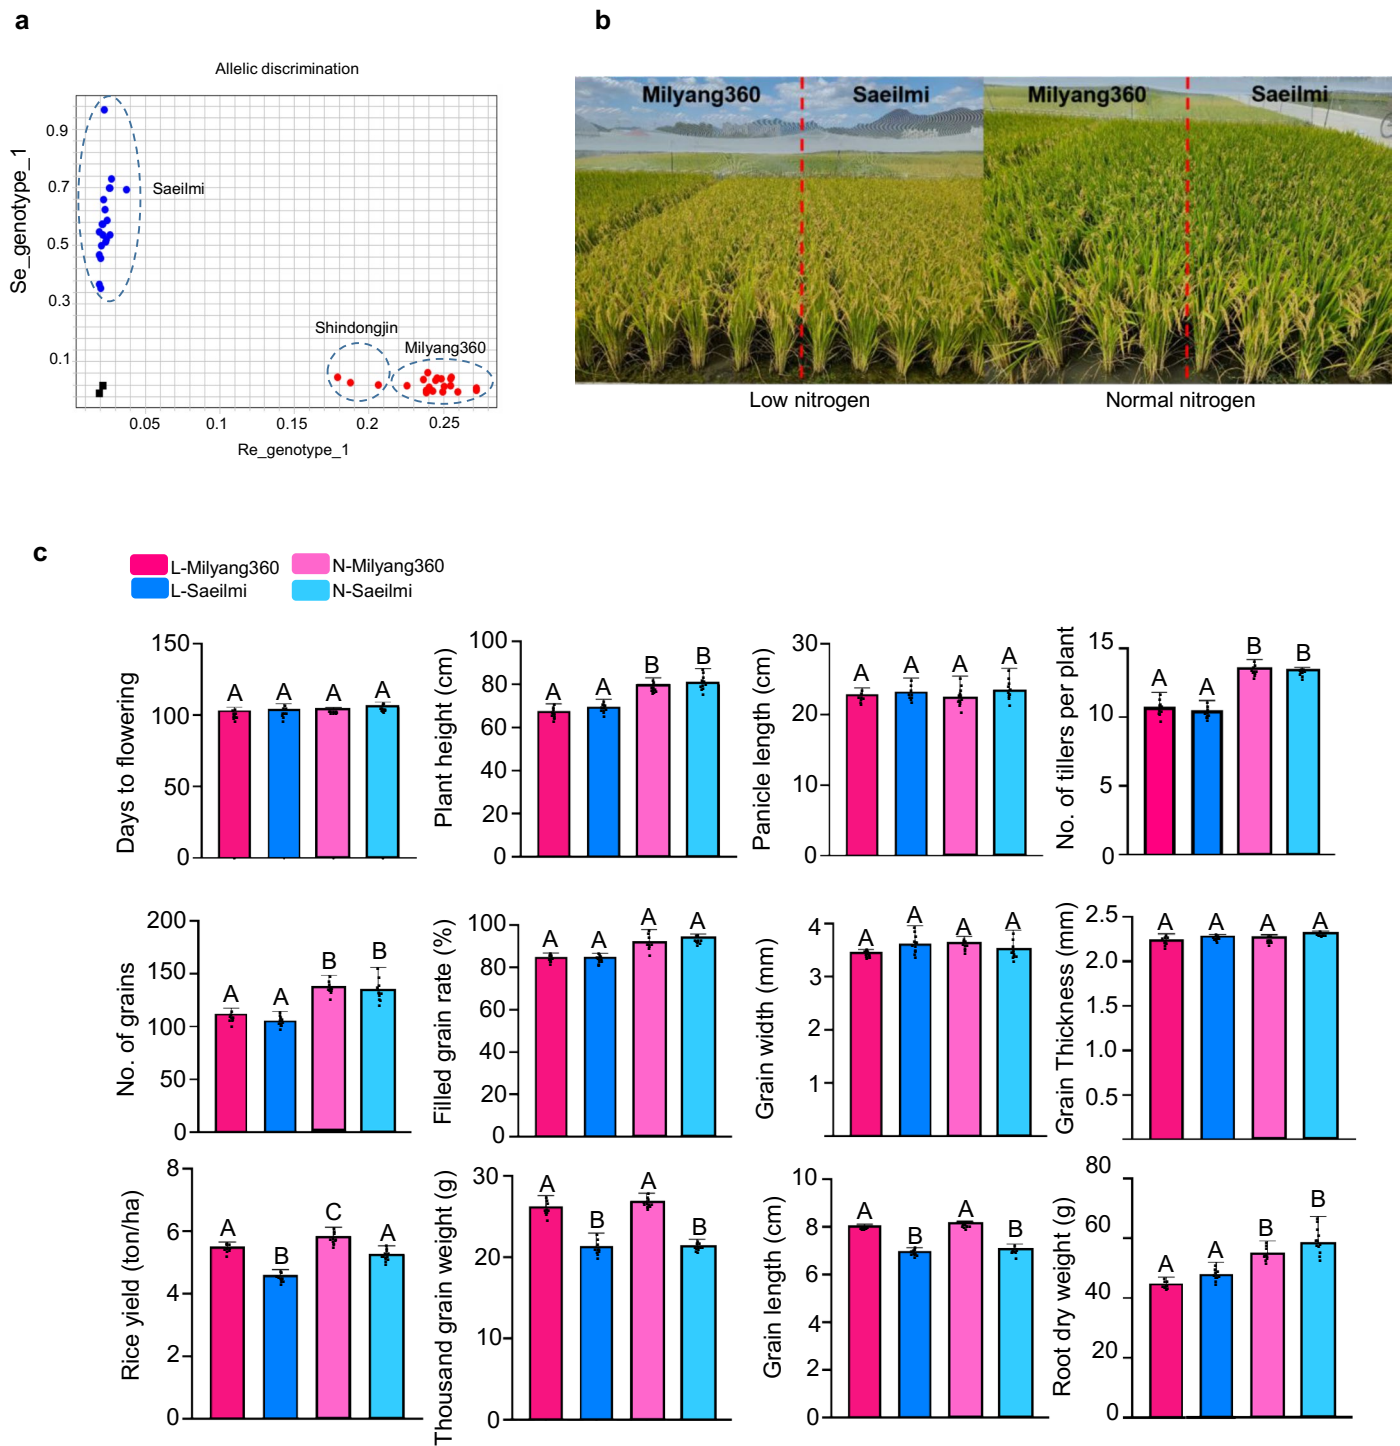 a
b
Allelic discrimination
Se_genotype_1
0.9
0.7
0.5
0.3
0.1
Saeilmi
Shindongjin
Milyang360
0.05
0.1
0.15
0.2
0.25
Re_genotype_1
Milyang360
Saeilmi
Milyang360
Saeilmi
Low nitrogen
Normal nitrogen
c
L-Milyang360
N-Milyang360
L-Saeilmi
N-Saeilmi
Days to flowering
150
100
50
0
A A A A
Plant height (cm)
100
80
60
40
20
0
A A B B
Panicle length (cm)
30
20
10
0
A A A A
No. of tillers per plant
15
10
5
0
A A B B
No. of grains
200
150
100
50
0
A A B B
Filled grain rate (%)
100
80
60
40
20
0
A A A A
Grain width (mm)
4
3
2
1
A A A A
Grain Thickness (mm)
2.5
2.0
1.0
0.5
A A A A
Rice yield (ton/ha)
8
6
4
2
0
A B C A
Thousand grain weight (g)
30
20
10
0
A B A B
Grain length (cm)
10
8
6
4
2
0
A B A B
Root dry weight (g)
80
60
40
20
0
A A B B